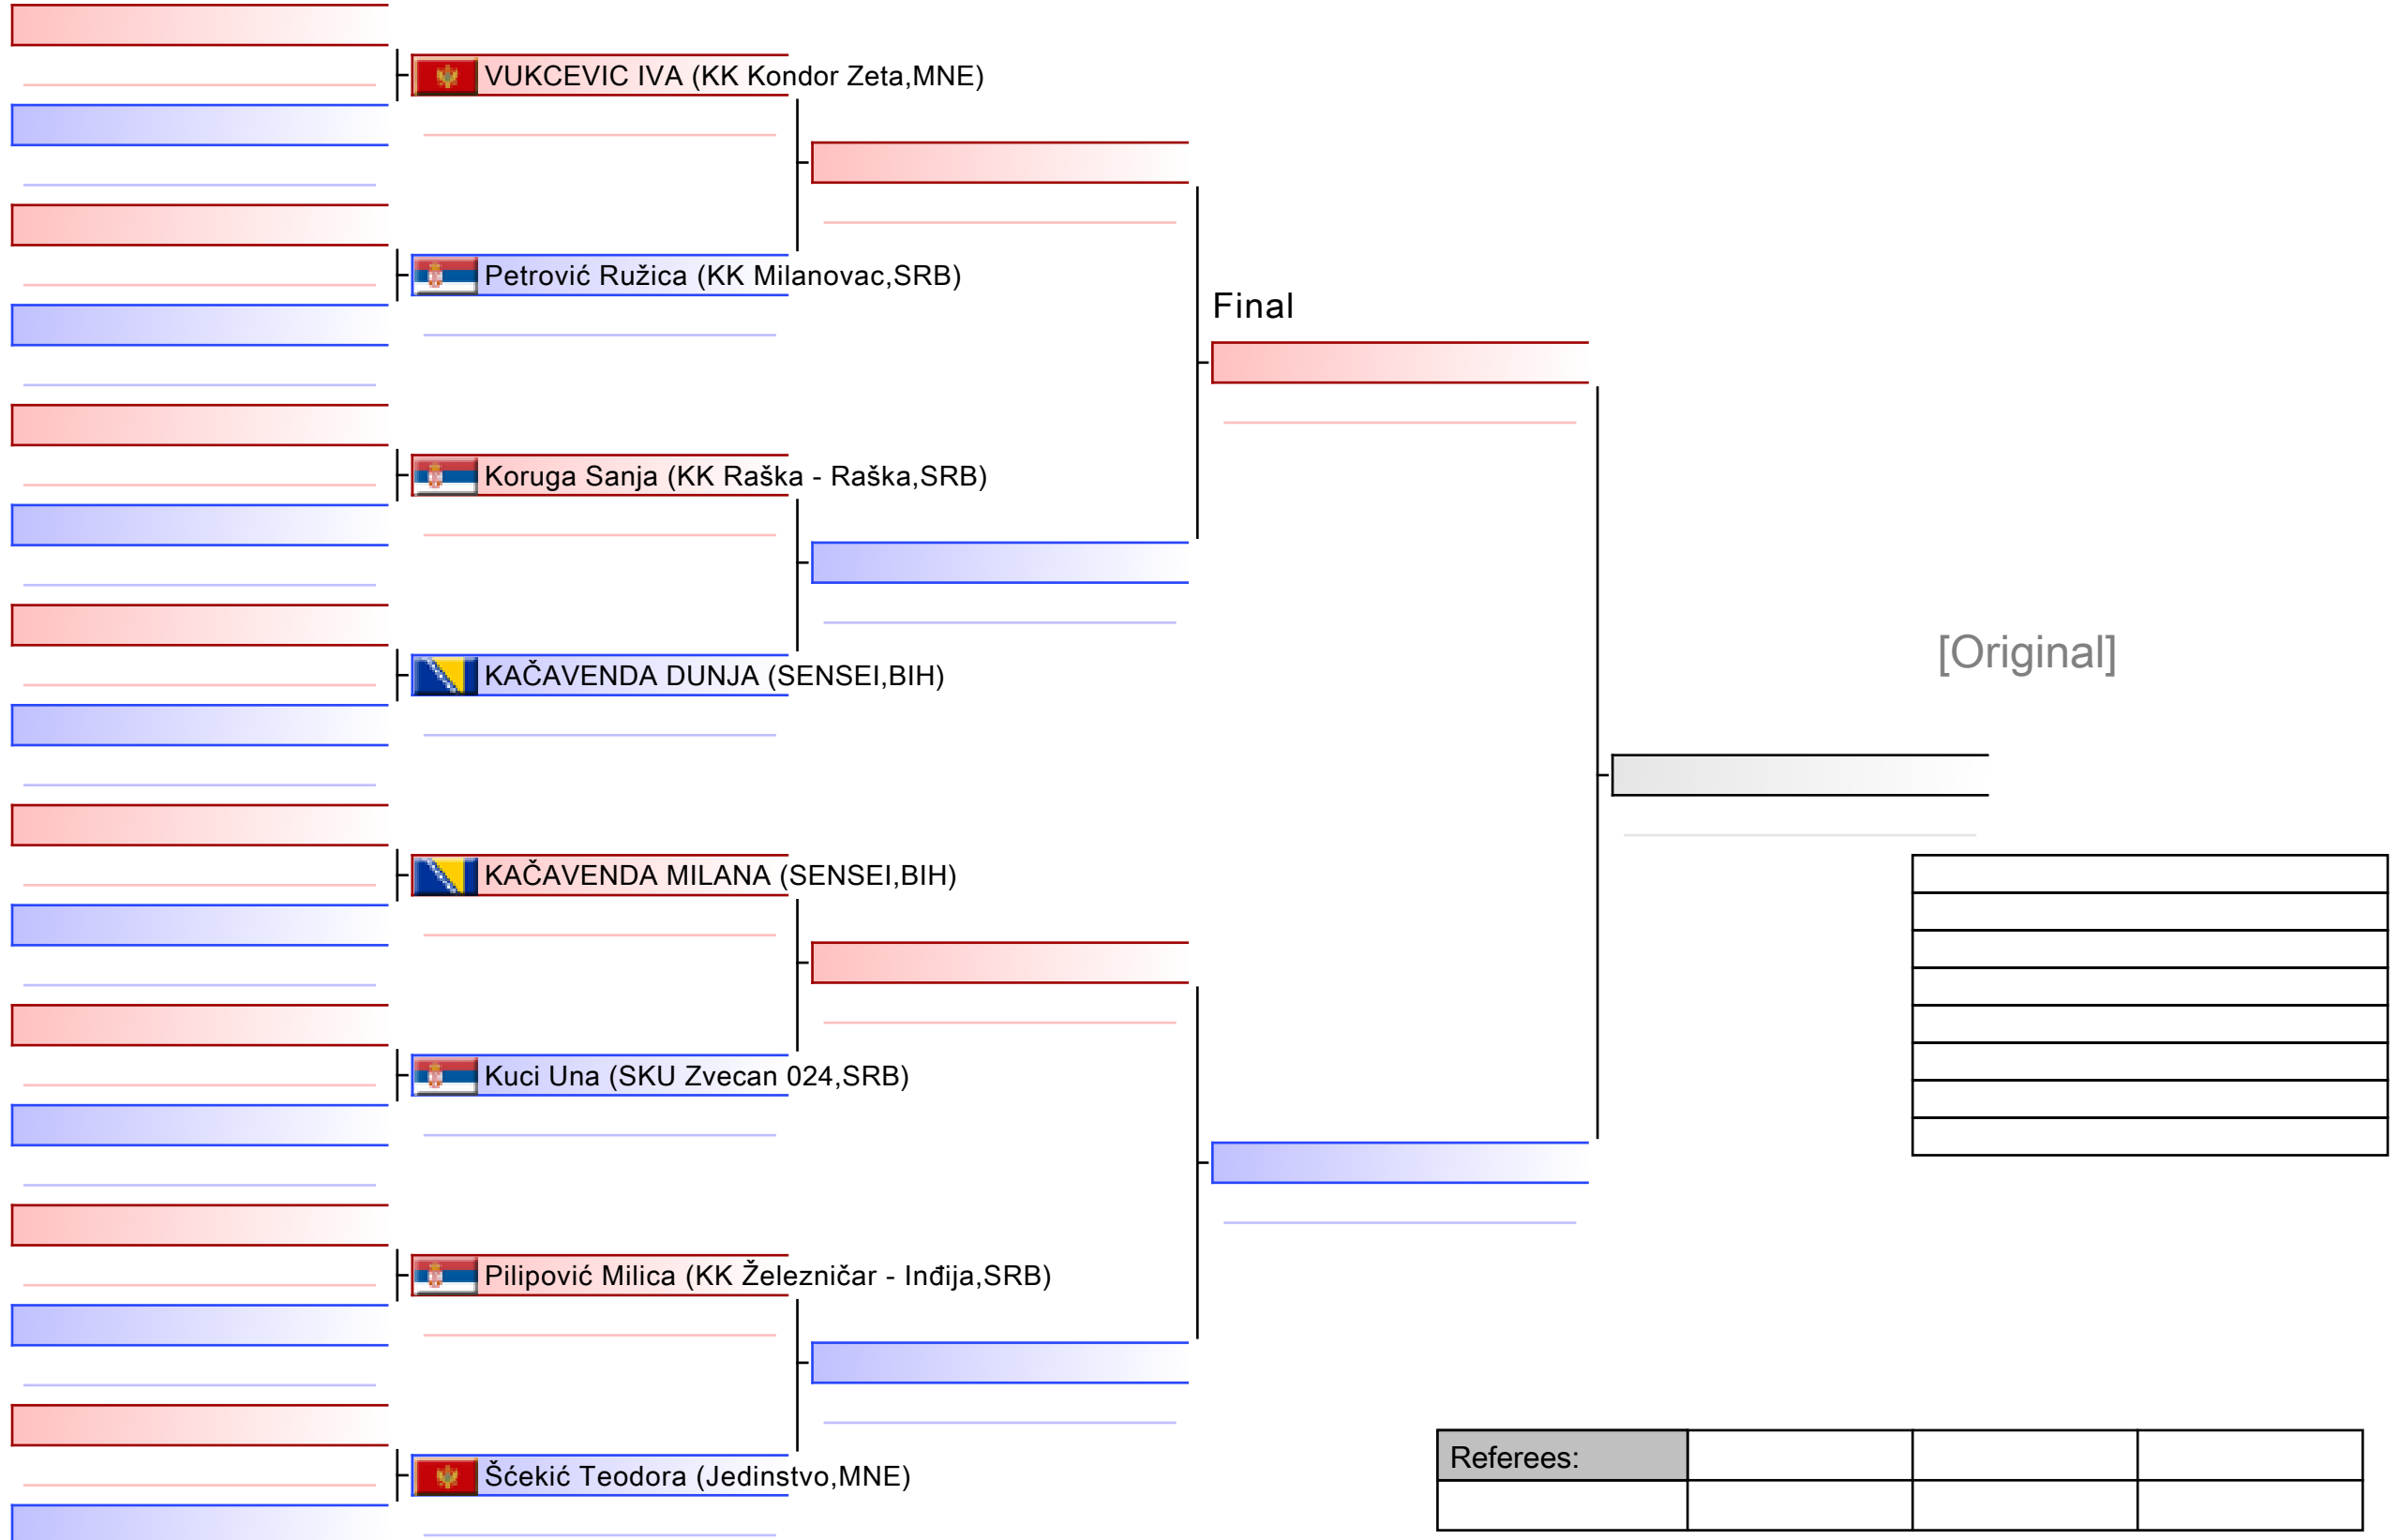 VUKCEVIC IVA (KK Kondor Zeta,MNE)
Petrović Ružica (KK Milanovac,SRB)
Final
Koruga Sanja (KK Raška - Raška,SRB)
[Original]
KAČAVENDA DUNJA (SENSEI,BIH)
KAČAVENDA MILANA (SENSEI,BIH)
Kuci Una (SKU Zvecan 024,SRB)
Pilipović Milica (KK Železničar - Inđija,SRB)
Referees:
Šćekić Teodora (Jedinstvo,MNE)